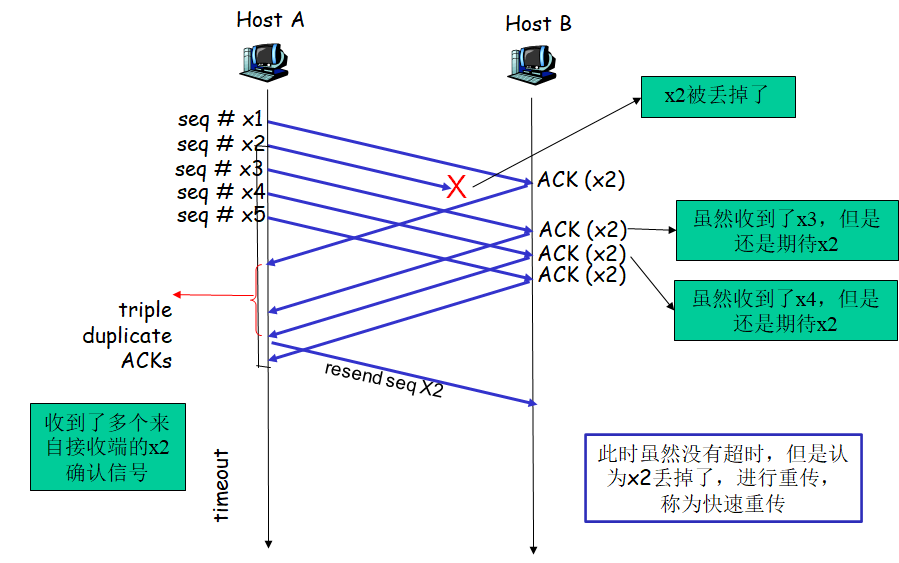 Host A
Host B
x2被丢掉了
seq # x1
seq # x2
seq # x3
seq # x4
seq # x5
X
ACK (x2)
ACK (x2)
ACK (x2)
ACK (x2)
虽然收到了x3，但是
还是期待x2
虽然收到了x4，但是
还是期待x2
triple
duplicate
ACKs
resend seq X2
收到了多个来
自接收端的x2
确认信号
timeout
此时虽然没有超时，但是认
为x2丢掉了，进行重传，
称为快速重传